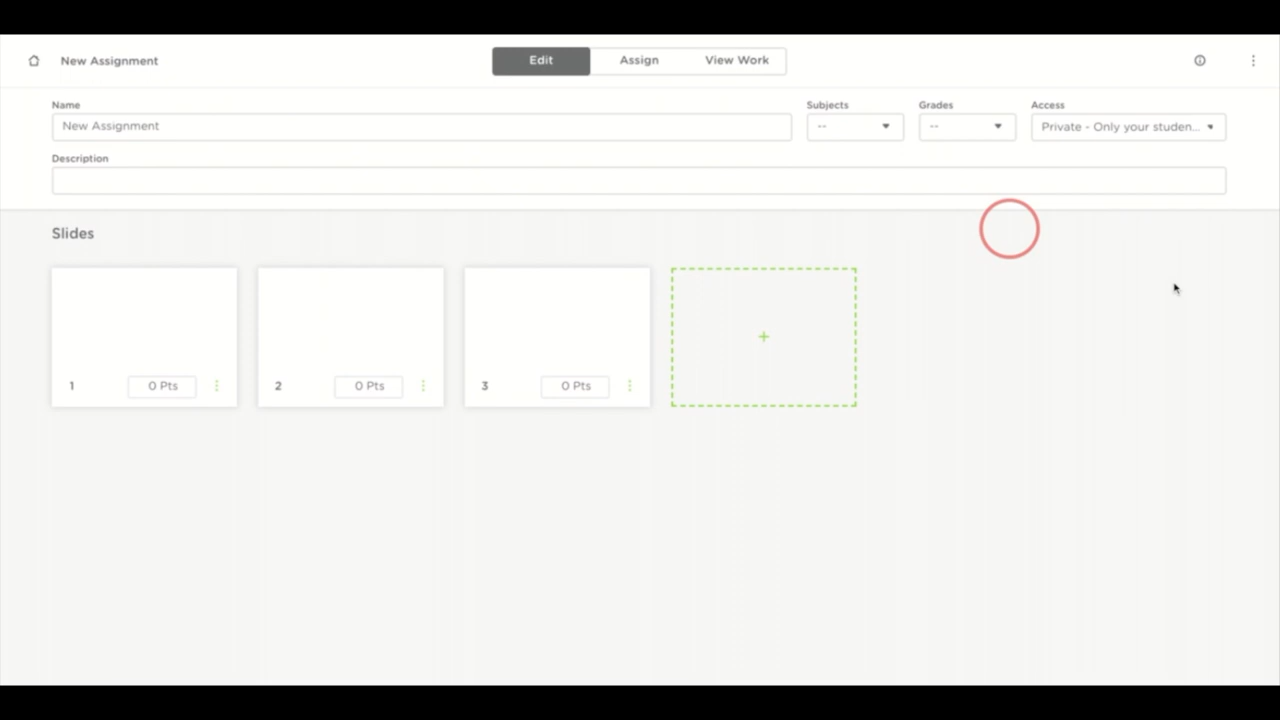 New Assignment
Edit
Assign
View Work
Name
Subjects
Grades
Access
New Assignment
--
--
Private - Only your studen...
Description
Slides
1
0 Pts
2
0 Pts
3
0 Pts
+